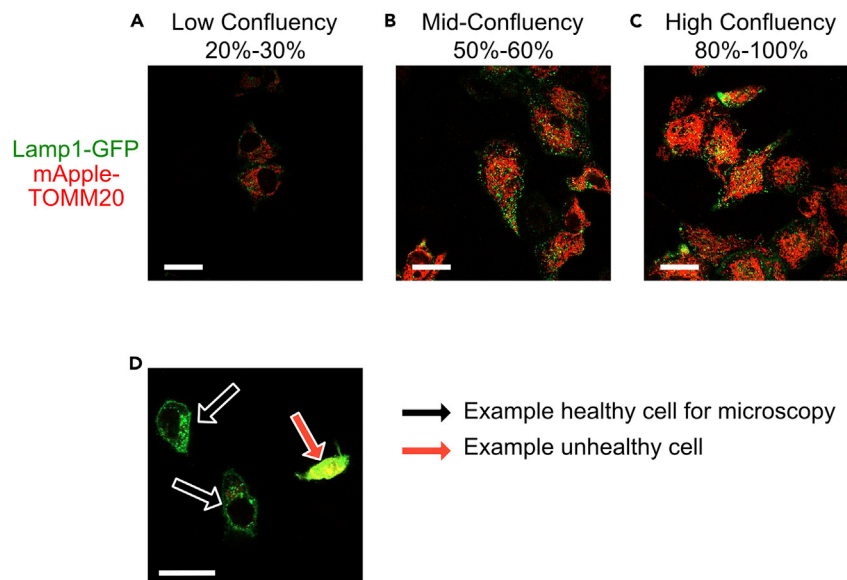 A Low Confluency
20%-30%
B Mid-Confluency
50%-60%
C High Confluency
80%-100%
Lamp1-GFP
mApple-
TOMM20
D
Example healthy cell for microscopy
Example unhealthy cell